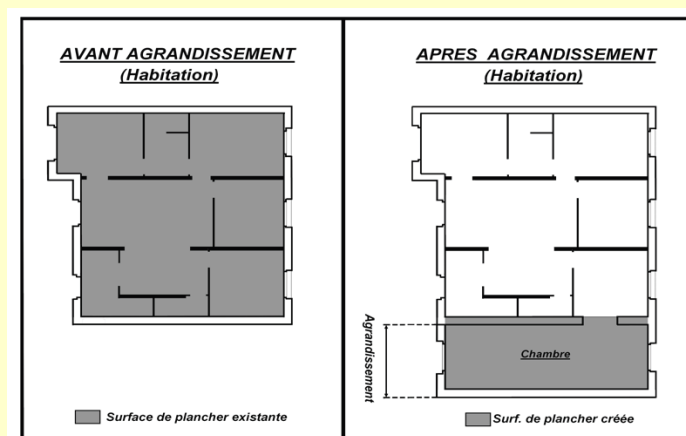 AVANT AGRANDISSEMENT
(Habitation)
Surface de plancher existante
APRES AGRANDISSEMENT
(Habitation)
Agrandissement
Chambre
Surf. de plancher créée